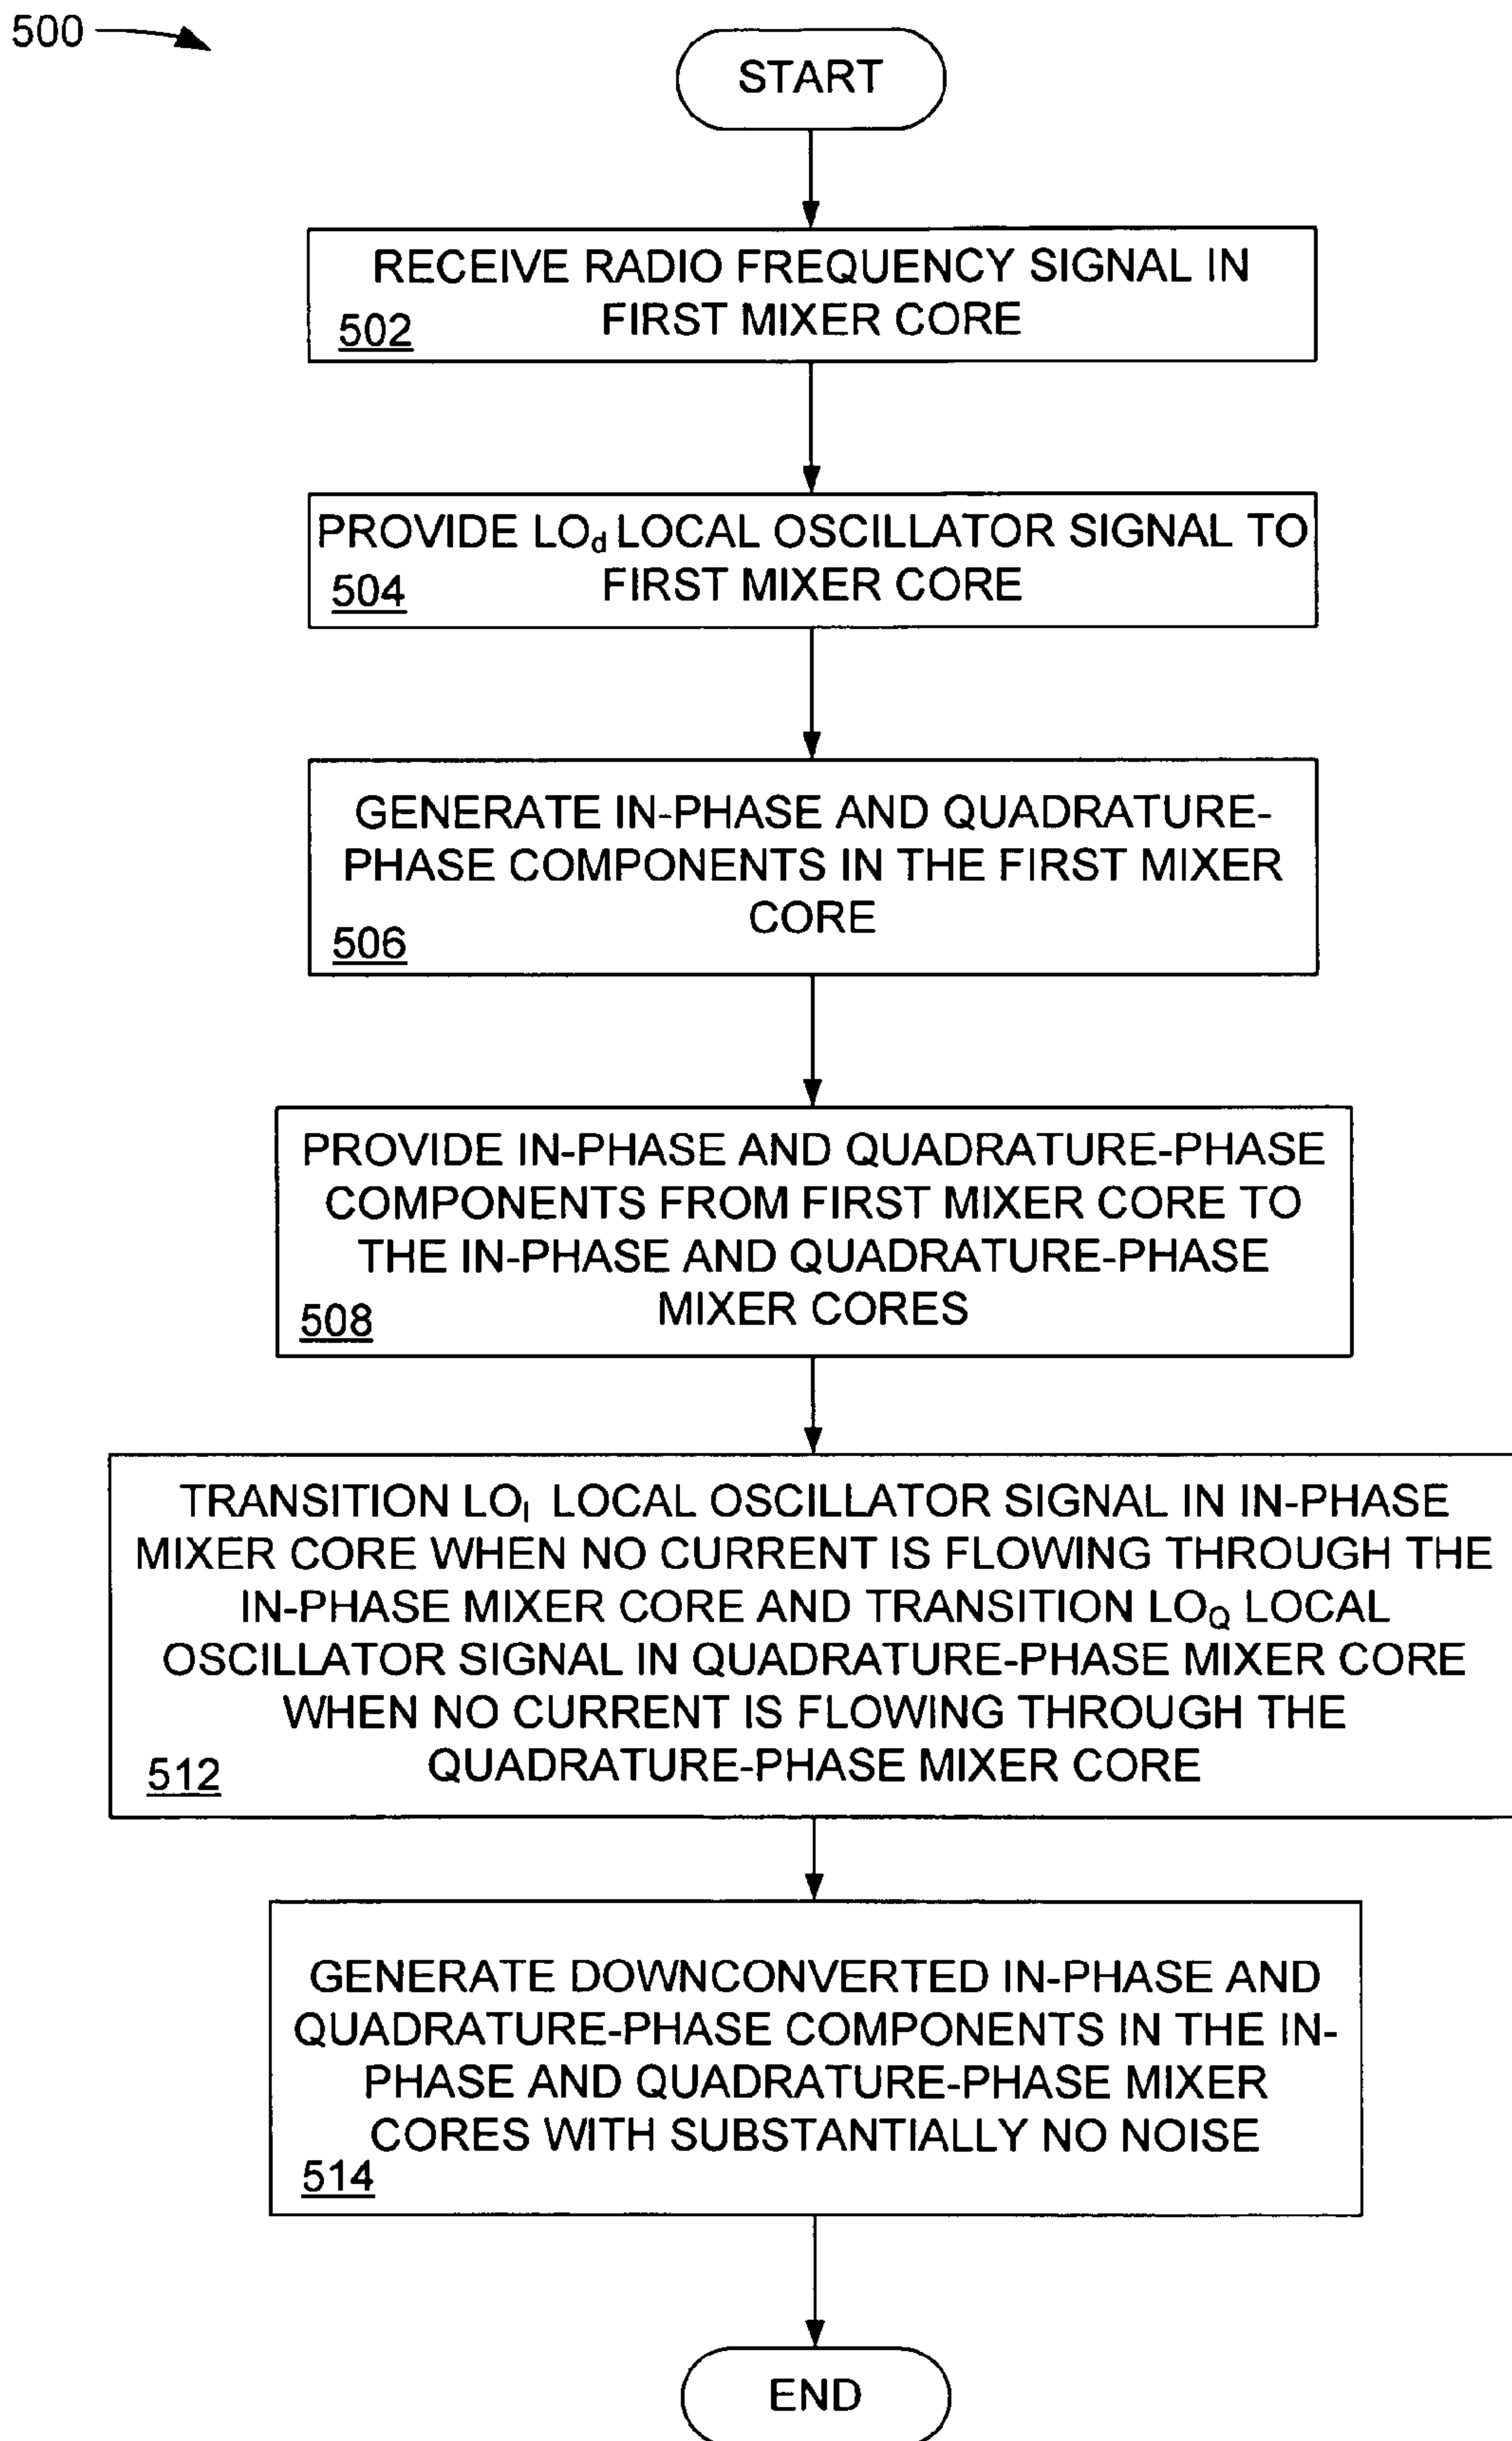 500
START
RECEIVE RADIO FREQUENCY SIGNAL IN
FIRST MIXER CORE
502
PROVIDE LOd LOCAL OSCILLATOR SIGNAL TO
FIRST MIXER CORE
504
GENERATE IN-PHASE AND QUADRATURE-
PHASE COMPONENTS IN THE FIRST MIXER
CORE
506
PROVIDE IN-PHASE AND QUADRATURE-PHASE
COMPONENTS FROM FIRST MIXER CORE TO
THE IN-PHASE AND QUADRATURE-PHASE
MIXER CORES
508
TRANSITION LOI LOCAL OSCILLATOR SIGNAL IN IN-PHASE
MIXER CORE WHEN NO CURRENT IS FLOWING THROUGH THE
IN-PHASE MIXER CORE AND TRANSITION LOQ LOCAL
OSCILLATOR SIGNAL IN QUADRATURE-PHASE MIXER CORE
WHEN NO CURRENT IS FLOWING THROUGH THE
QUADRATURE-PHASE MIXER CORE
512
GENERATE DOWNCONVERTED IN-PHASE AND
QUADRATURE-PHASE COMPONENTS IN THE IN-
PHASE AND QUADRATURE-PHASE MIXER
CORES WITH SUBSTANTIALLY NO NOISE
514
END